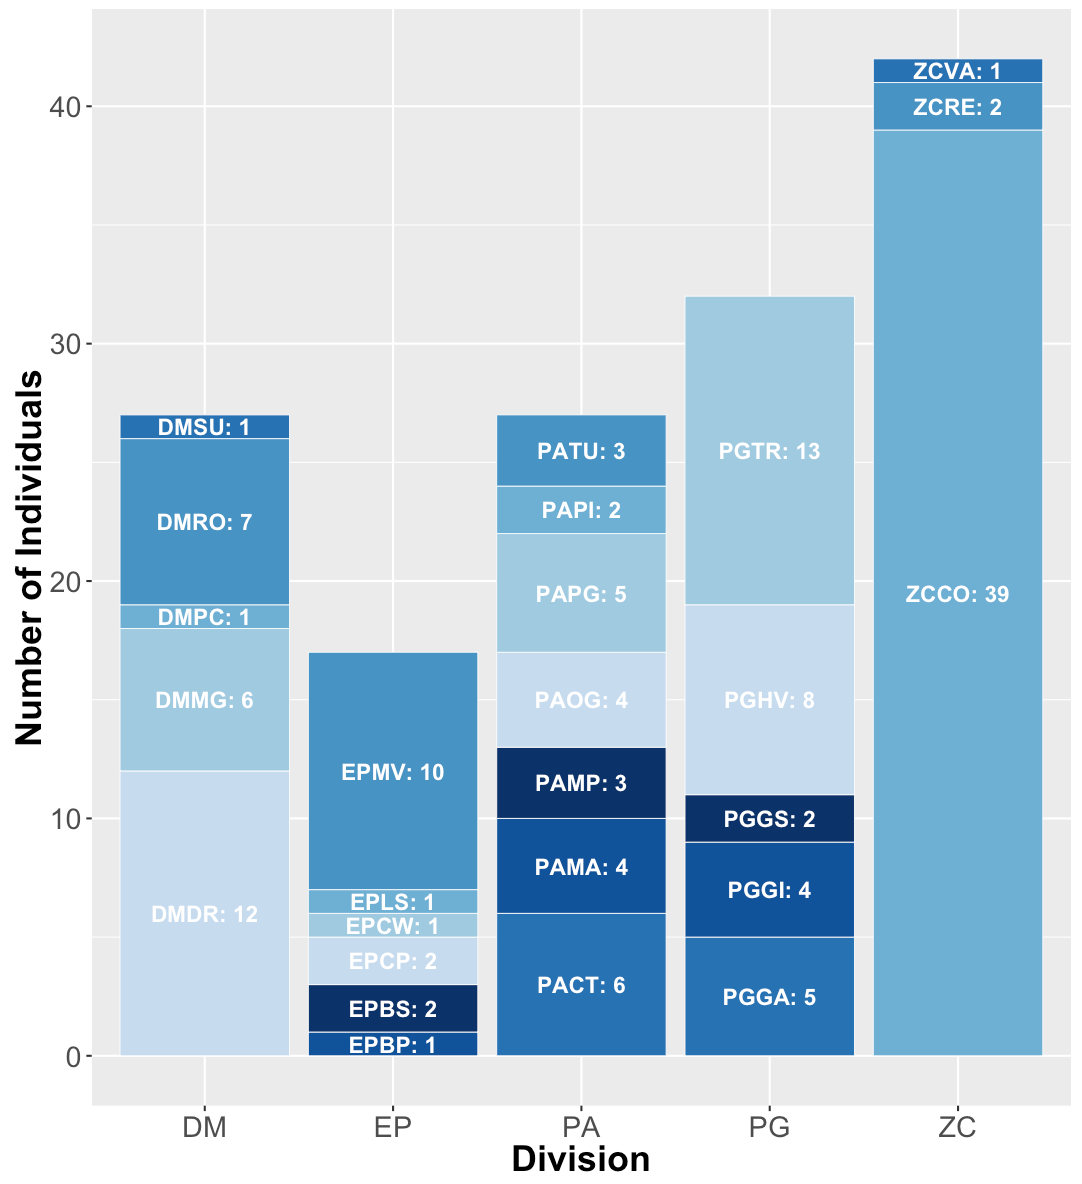 Number of Individuals
40
30
20
10
0
DMSU: 1
DMRO: 7
DMPC: 1
DMMG: 6
DMDR: 12
EPMV: 10
EPLS: 1
EPCW: 1
EPCP: 2
EPBS: 2
EPBP: 1
PATU: 3
PAPI: 2
PAPG: 5
PAOG: 4
PAMP: 3
PAMA: 4
PACT: 6
PGTR: 13
PGHV: 8
PGGS: 2
PGGI: 4
PGGA: 5
ZCVA: 1
ZCRE: 2
ZCCO: 39
DM EP PA PG ZC
Division